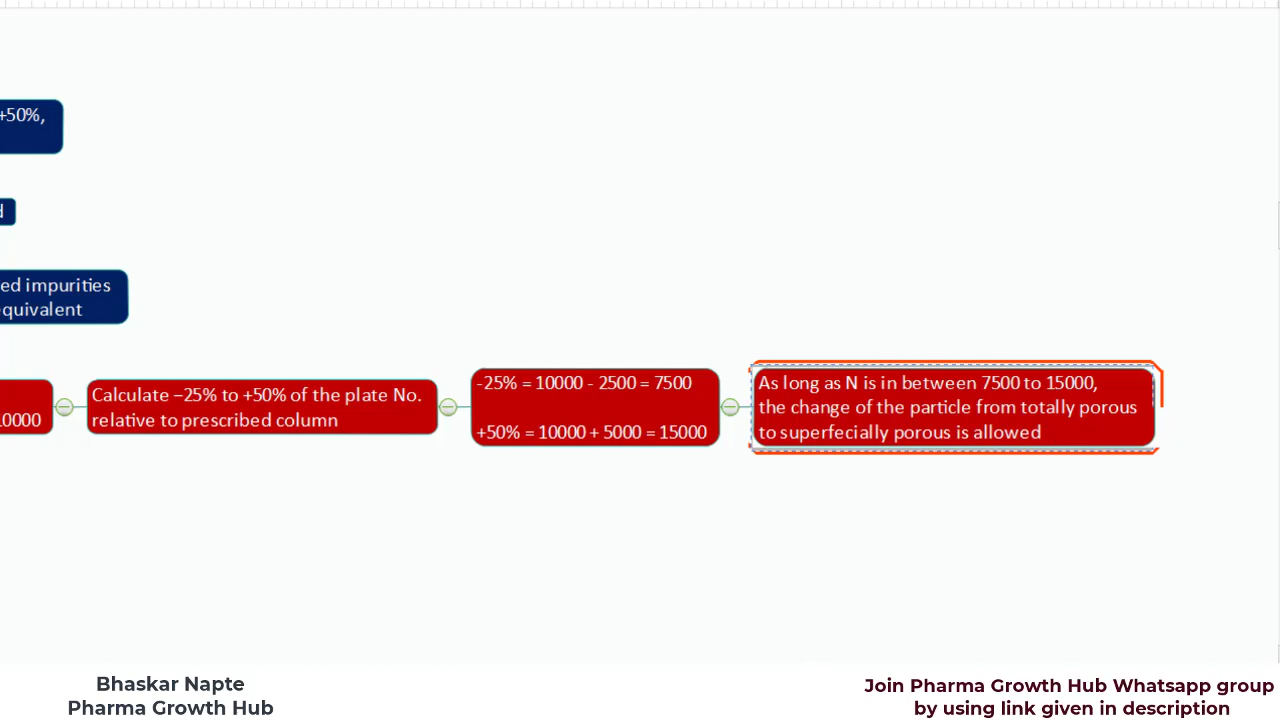 +50%,
d
ed impurities
equivalent
10000
Calculate −25% to +50% of the plate No.
relative to prescribed column
-25% = 10000 - 2500 = 7500
+50% = 10000 + 5000 = 15000
As long as N is in between 7500 to 15000,
the change of the particle from totally porous
to superfecially porous is allowed
Bhaskar Napte
Pharma Growth Hub
Join Pharma Growth Hub Whatsapp group
by using link given in description